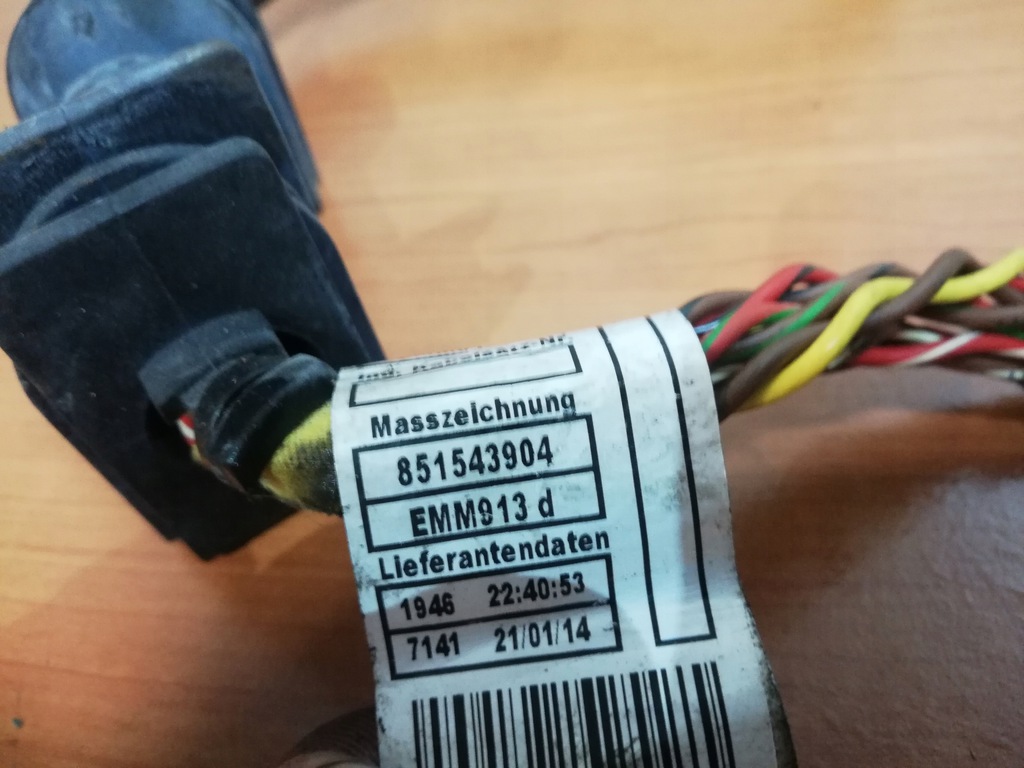 Masszeichnung
851543904
EMM913 d
Lieferantendaten
1946 22:40:53
7141 21/01/14